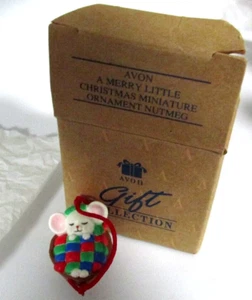 AVON
A MERRY LITTLE
CHRISTMAS MINIATURE
ORNAMENT NUTMEG
AVON
Gift
COLLECTION